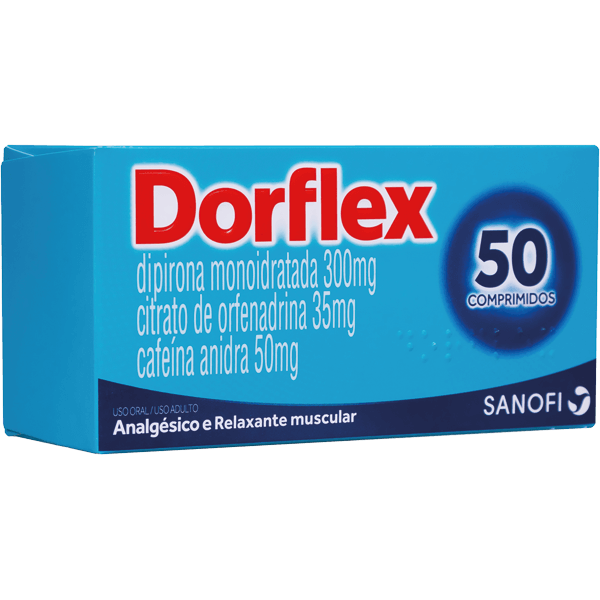 Dorflex
dipirona monoidratada 300mg
citrato de orfenadrina 35mg
cafeína anidra 50mg
50
COMPRIMIDOS
USO ORAL / USO ADULTO
Analgésico e Relaxante muscular
SANOFI